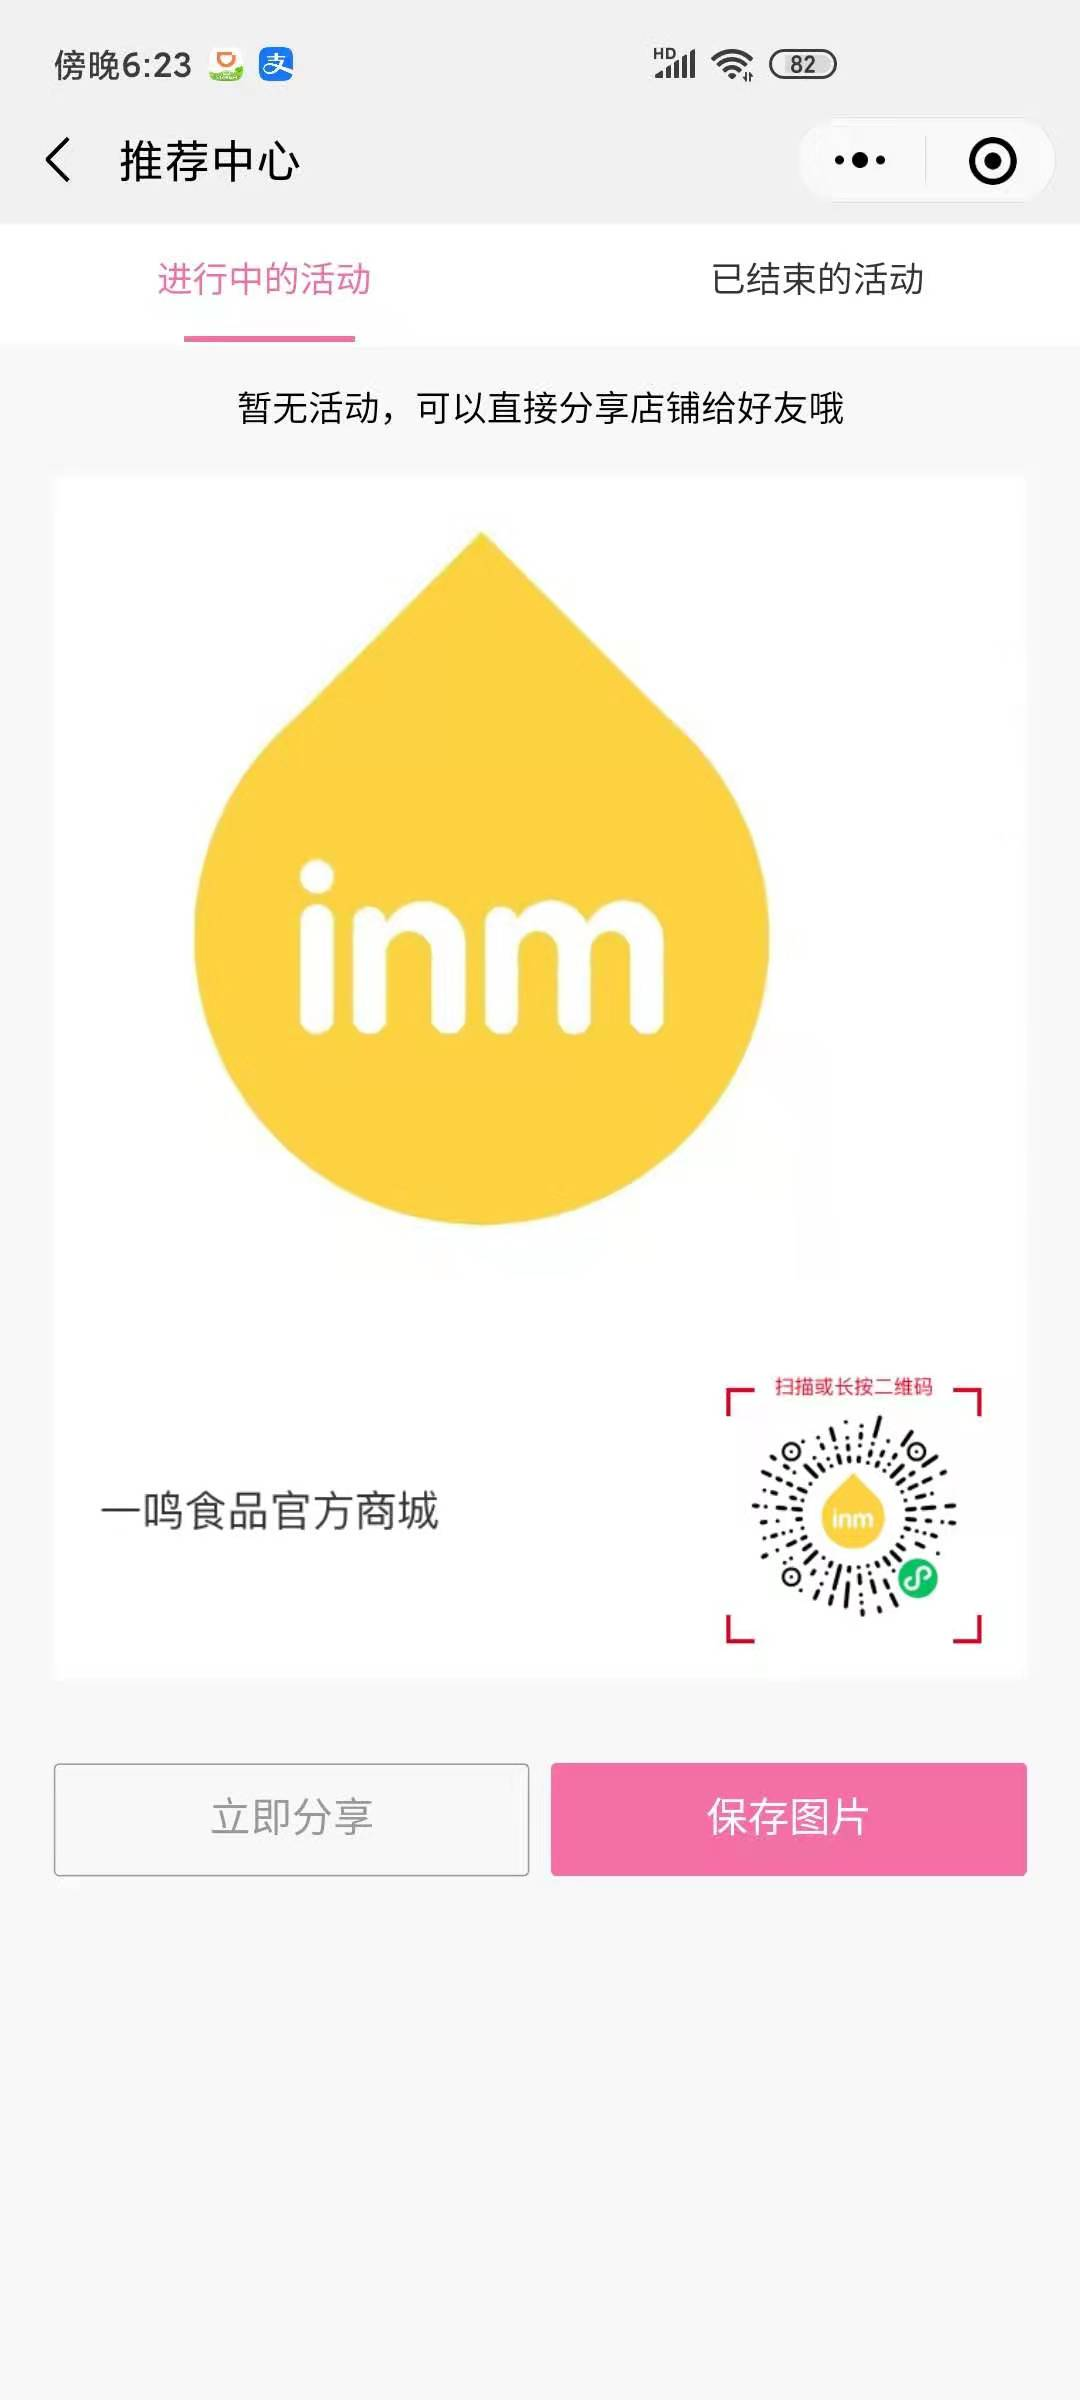 傍晚6:23 支 HD 82
推荐中心
进行中的活动 已结束的活动
暂无活动，可以直接分享店铺给好友哦
inm
扫描或长按二维码
inm
一鸣食品官方商城
立即分享 保存图片